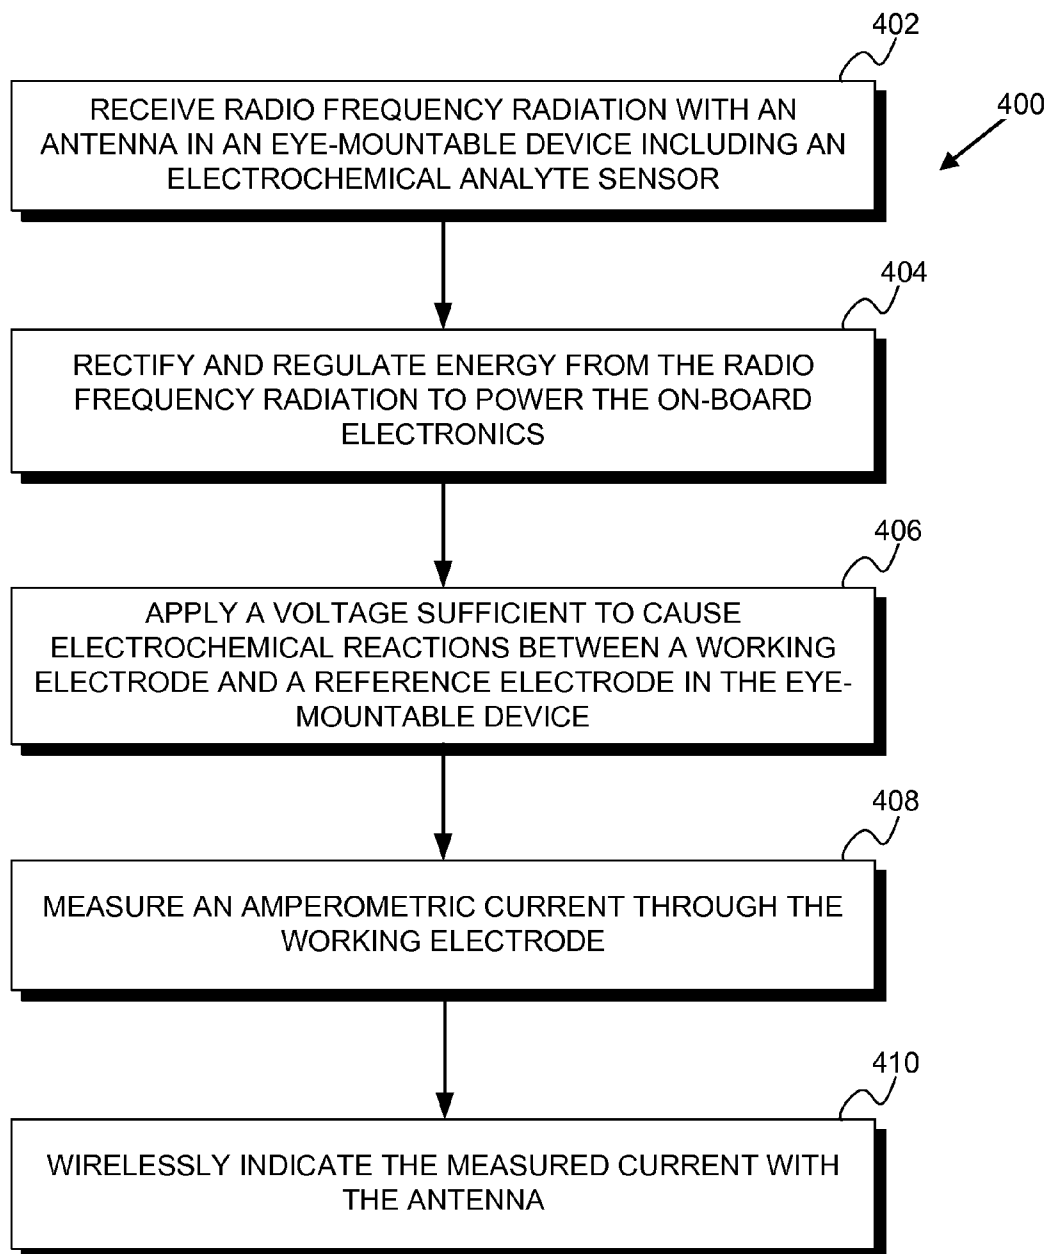 402
400
RECEIVE RADIO FREQUENCY RADIATION WITH AN
ANTENNA IN AN EYE-MOUNTABLE DEVICE INCLUDING AN
ELECTROCHEMICAL ANALYTE SENSOR
404
RECTIFY AND REGULATE ENERGY FROM THE RADIO
FREQUENCY RADIATION TO POWER THE ON-BOARD
ELECTRONICS
406
APPLY A VOLTAGE SUFFICIENT TO CAUSE
ELECTROCHEMICAL REACTIONS BETWEEN A WORKING
ELECTRODE AND A REFERENCE ELECTRODE IN THE EYE-
MOUNTABLE DEVICE
408
MEASURE AN AMPEROMETRIC CURRENT THROUGH THE
WORKING ELECTRODE
410
WIRELESSLY INDICATE THE MEASURED CURRENT WITH
THE ANTENNA